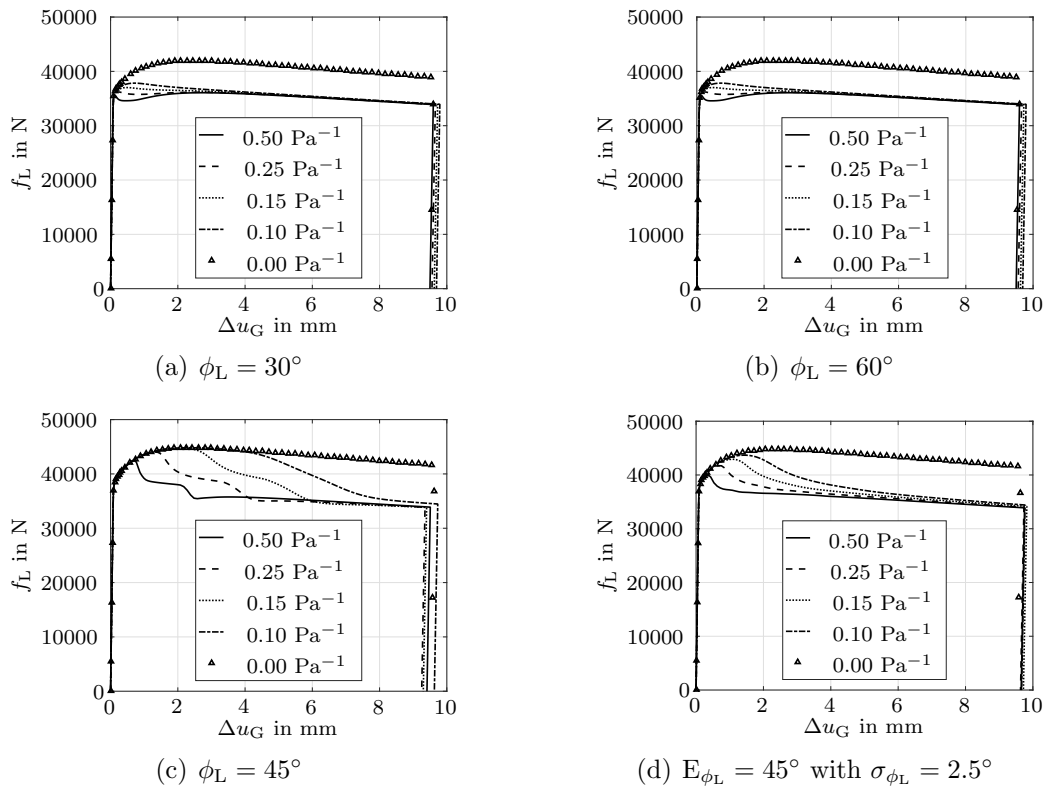 50000
40000
30000
20000
10000
0
f_L in N
0.50 Pa⁻¹
0.25 Pa⁻¹
0.15 Pa⁻¹
0.10 Pa⁻¹
0.00 Pa⁻¹
0 2 4 6 8 10
Δu_G in mm
(a) ϕ_L = 30°
50000
40000
30000
20000
10000
0
f_L in N
0.50 Pa⁻¹
0.25 Pa⁻¹
0.15 Pa⁻¹
0.10 Pa⁻¹
0.00 Pa⁻¹
0 2 4 6 8 10
Δu_G in mm
(b) ϕ_L = 60°
50000
40000
30000
20000
10000
0
f_L in N
0.50 Pa⁻¹
0.25 Pa⁻¹
0.15 Pa⁻¹
0.10 Pa⁻¹
0.00 Pa⁻¹
0 2 4 6 8 10
Δu_G in mm
(c) ϕ_L = 45°
50000
40000
30000
20000
10000
0
f_L in N
0.50 Pa⁻¹
0.25 Pa⁻¹
0.15 Pa⁻¹
0.10 Pa⁻¹
0.00 Pa⁻¹
0 2 4 6 8 10
Δu_G in mm
(d) E_ϕ_L = 45° with σ_ϕ_L = 2.5°